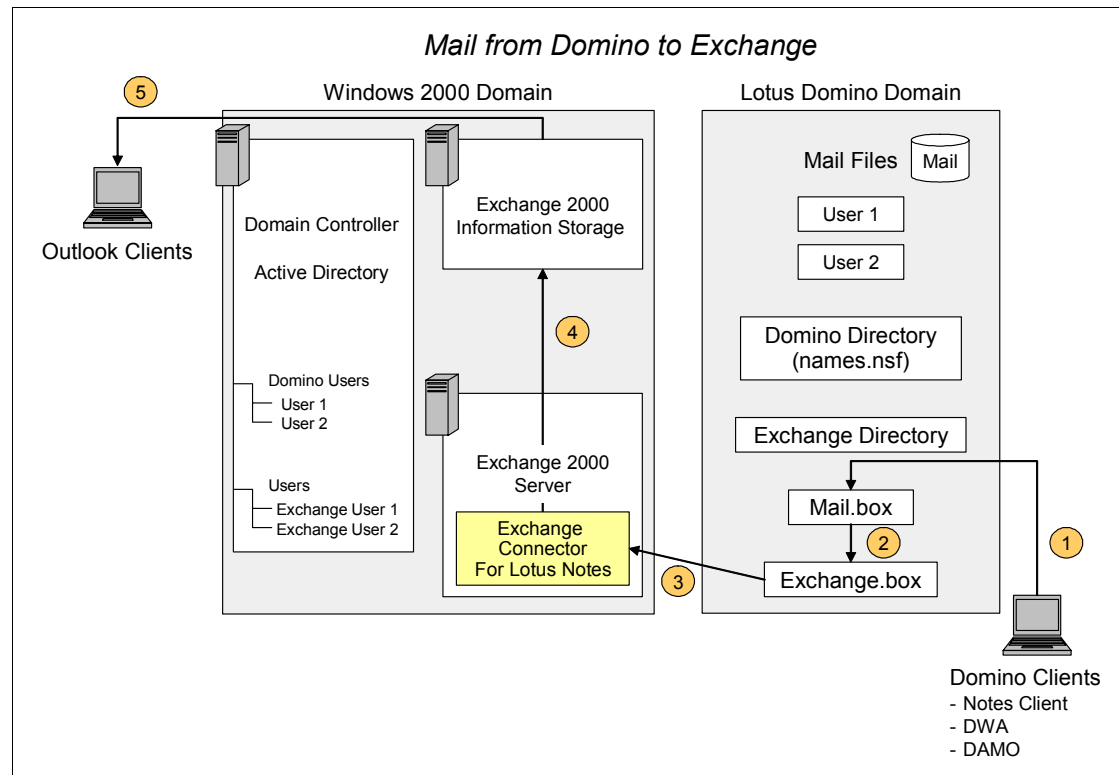 Mail from Domino to Exchange
5
Windows 2000 Domain
Lotus Domino Domain
Outlook Clients
Domain Controller
Active Directory
Domino Users
User 1
User 2
Users
Exchange User 1
Exchange User 2
Exchange 2000
Information Storage
4
Exchange 2000
Server
Exchange
Connector
For Lotus Notes
3
Mail Files
Mail
User 1
User 2
Domino Directory
(names.nsf)
Exchange Directory
Mail.box
2
Exchange.box
1
Domino Clients
- Notes Client
- DWA
- DAMO